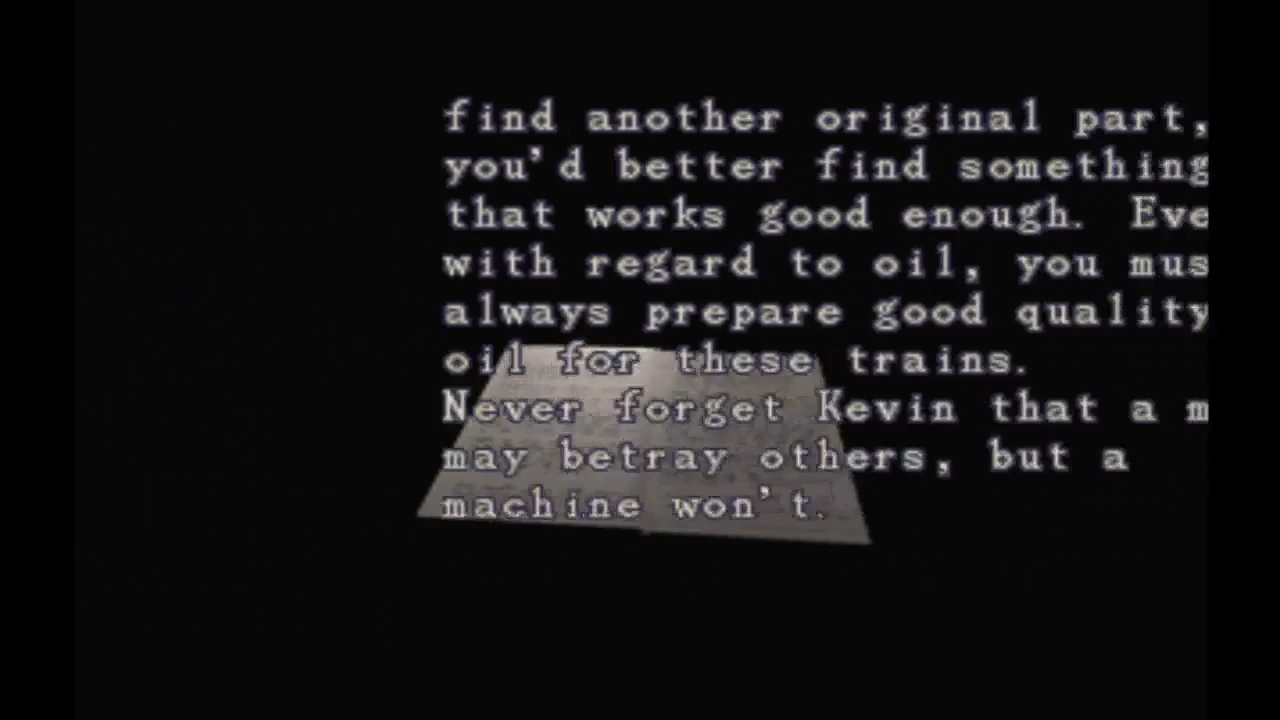 find another original part,
you'd better find something
that works good enough. Eve
with regard to oil, you mus
always prepare good quality
oil for these trains.
Never forget Kevin that a m
may betray others, but a
machine won't.